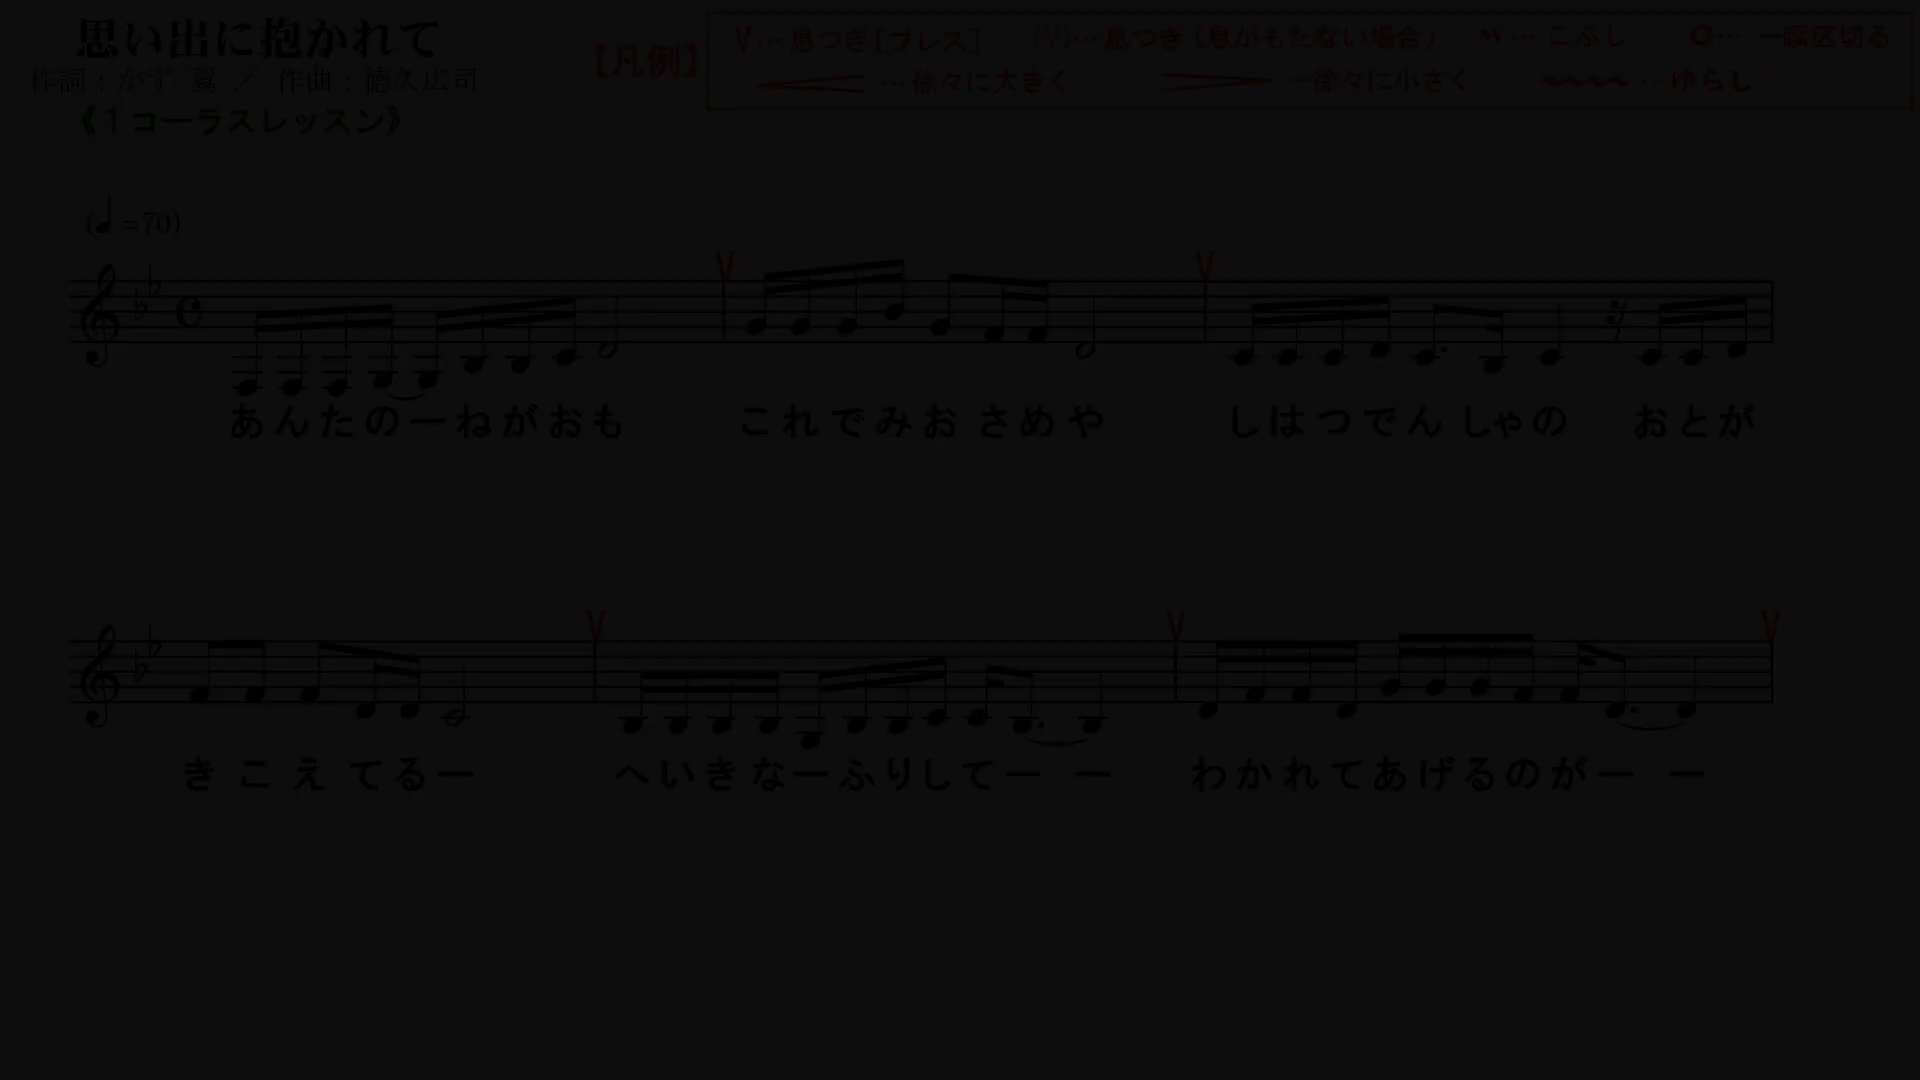 思い出に抱かれて
作詞：かず 翼 ／ 作曲：徳久広司
《１コーラスレッスン》
【凡例】
V … 息つぎ［ブレス］ (V)… 息つぎ（息がもたない場合） … こぶし … 一瞬区切る
… 徐々に大きく … 徐々に小さく … ゆらし
(♩=70)
V V
あんたのーねがおも これでみおさめや しはつでんしゃの おとが
V V V
きこえてるー へいきなーふりしてーー わかれてあげるのがーー